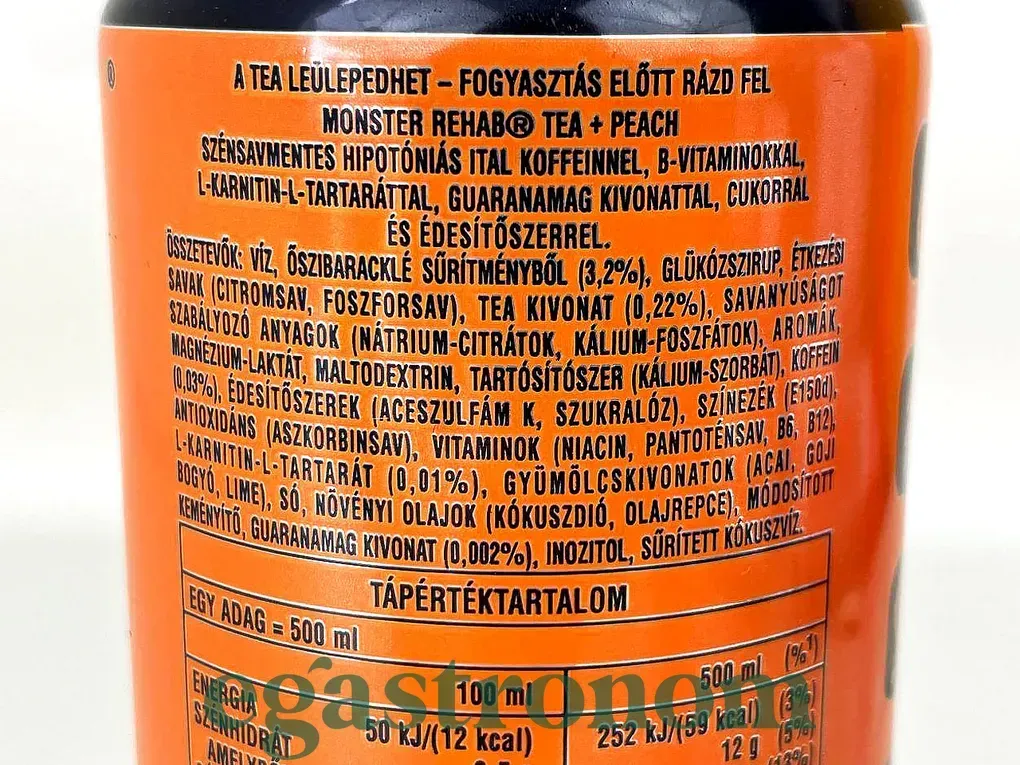 ®
A TEA LEÜLEPEDHET – FOGYASZTÁS ELŐTT RÁZD FEL
MONSTER REHAB® TEA + PEACH
SZÉNSAVMENTES HIPOTÓNIÁS ITAL KOFFEINNEL, B-VITAMINOKKAL,
L-KARNITIN-L-TARTARÁTTAL, GUARANAMAG KIVONATTAL, CUKORRAL
ÉS ÉDESÍTŐSZERREL.
ÖSSZETEVŐK: VÍZ, ŐSZIBARACKLÉ SŰRÍTMÉNYBŐL (3,2%), GLÜKÓZSZIRUP, ÉTKEZÉSI
SAVAK (CITROMSAV, FOSZFORSAV), TEA KIVONAT (0,22%), SAVANYÚSÁGOT
SZABÁLYOZÓ ANYAGOK (NÁTRIUM-CITRÁTOK, KÁLIUM-FOSZFÁTOK), AROMÁK,
MAGNÉZIUM-LAKTÁT, MALTODEXTRIN, TARTÓSÍTÓSZER (KÁLIUM-SZORBÁT), KOFFEIN
(0,03%), ÉDESÍTŐSZEREK (ACESZULFÁM K, SZUKRALÓZ), SZÍNEZÉK (E150d),
ANTIOXIDÁNS (ASZKORBINSAV), VITAMINOK (NIACIN, PANTOTÉNSAV, B6, B12),
L-KARNITIN-L-TARTARÁT (0,01%), GYÜMÖLCSKIVONATOK (ACAI, GOJI
BOGYÓ, LIME), SÓ, NÖVÉNYI OLAJOK (KÓKUSZDIÓ, OLAJREPCE), MÓDOSÍTOTT
KEMÉNYÍTŐ, GUARANAMAG KIVONAT (0,002%), INOZITOL, SŰRÍTETT KÓKUSZVÍZ.
TÁPÉRTÉKTARTALOM
EGY ADAG = 500 ml
100 ml 500 ml (%¹)
ENERGIA 50 kJ/(12 kcal) 252 kJ/(59 kcal) (3%)
SZÉNHIDRÁT 12 g (5%)
AMELYBŐL (13%)
gastronom